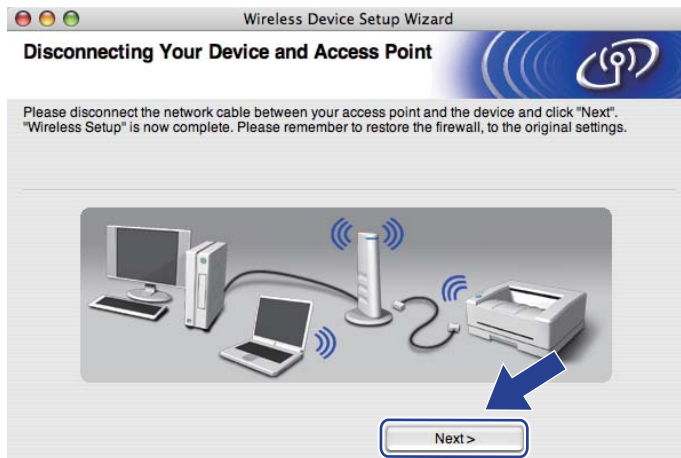 Wireless Device Setup Wizard
Disconnecting Your Device and Access Point
Please disconnect the network cable between your access point and the device and click "Next".
"Wireless Setup" is now complete. Please remember to restore the firewall, to the original settings.
Next >